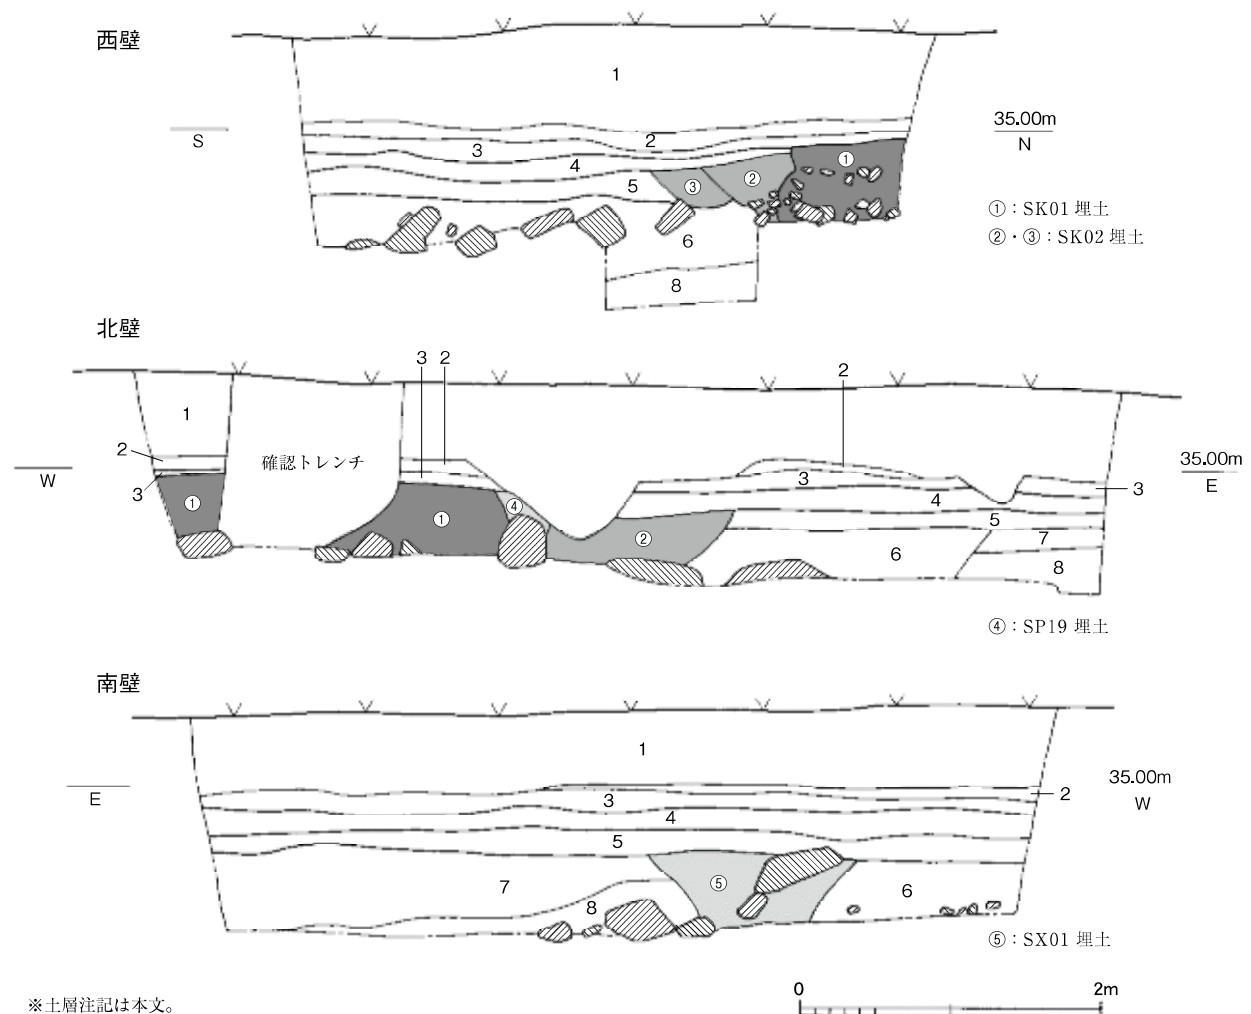 西壁
1
S
35.00m
N
2
3
4
5
6
8
①
②
③
①：SK01 埋土
②・③：SK02 埋土
北壁
3 2
2
1
2
3
W
確認トレンチ
35.00m
E
3
3
4
5
6
7
8
①
①
④
②
④：SP19 埋土
南壁
1
E
35.00m
W
2
3
4
5
7
8
6
⑤
⑤：SX01 埋土
※土層注記は本文。
0 2m